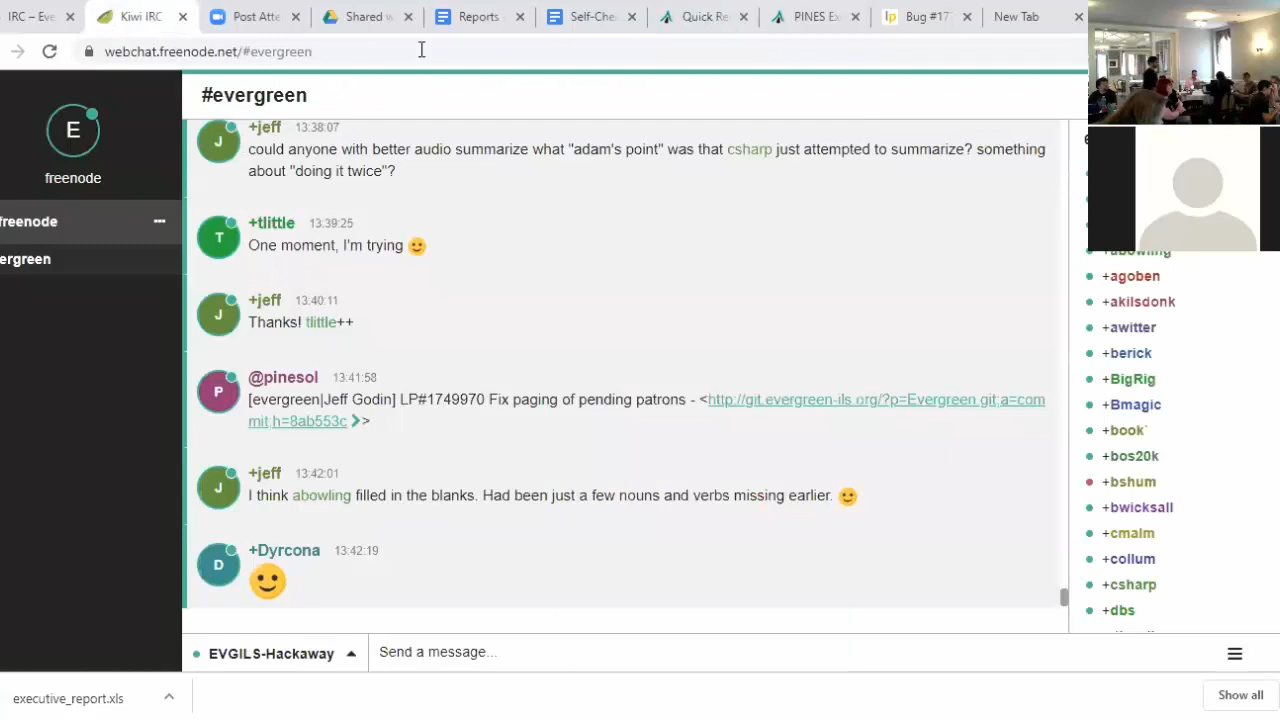 IRC – Eve
Kiwi IRC
Post Atte
Shared w
Reports
Self-Chec
Quick Re
PINES Ex
Bug #17
New Tab
webchat.freenode.net/#evergreen
E
freenode
freenode
ergreen
#evergreen
J
+jeff 13:38:07
could anyone with better audio summarize what "adam's point" was that csharp just attempted to summarize? something
about "doing it twice"?
T
+tlittle 13:39:25
One moment, I'm trying 🙂
J
+jeff 13:40:11
Thanks! tlittle++
P
@pinesol 13:41:58
[evergreen|Jeff Godin] LP#1749970 Fix paging of pending patrons - <http://git.evergreen-ils.org/?p=Evergreen.git;a=com
mit;h=8ab553c >
J
+jeff 13:42:01
I think abowling filled in the blanks. Had been just a few nouns and verbs missing earlier. 🙂
D
+Dyrcona 13:42:19
🙂
+abowling
+agoben
+akilsdonk
+awitter
+berick
+BigRig
+Bmagic
+book`
+bos20k
+bshum
+bwicksall
+cmalm
+collum
+csharp
+dbs
EVGILS-Hackaway
Send a message...
executive_report.xls
Show all